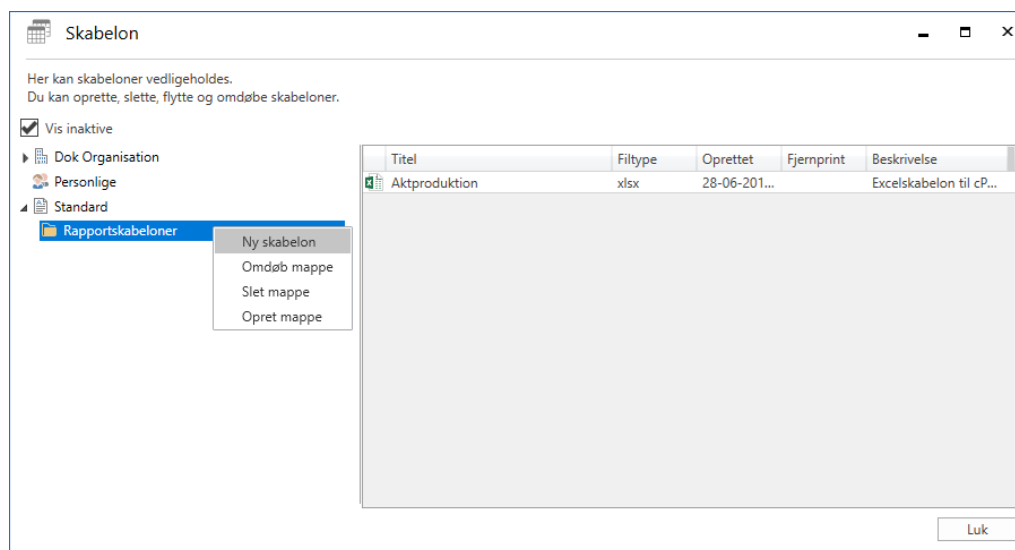 Skabelon
Her kan skabeloner vedligeholdes.
Du kan oprette, slette, flytte og omdøbe skabeloner.
Vis inaktive
Dok Organisation
Personlige
Standard
Rapportskabeloner
Ny skabelon
Omdøb mappe
Slet mappe
Opret mappe
Titel Filtype Oprettet Fjernprint Beskrivelse
Aktproduktion xlsx 28-06-201... Excelskabelon til cP...
Luk